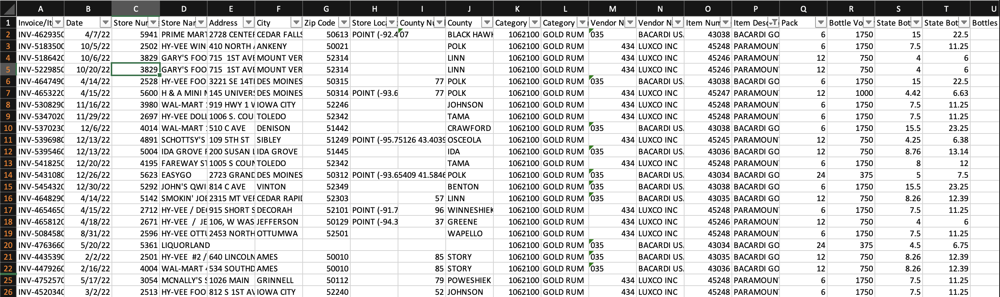 A B C D E F G H I J K L M N O P Q R S T U
1 Invoice/It Date Store Nur Store Nar Address City Zip Code Store Loca County Nu County Category Category Vendor N Vendor N Item Num Item Desc Pack Bottle Vo State Bot State Bot Bottles
2 INV-4629350 4/7/22 5941 PRIME MART 2728 CENTER CEDAR FALLS 50613 POINT (-92.4 07 BLACK HAWK 1062100 GOLD RUM 035 BACARDI US 43038 BACARDI GO 6 1750 15 22.5
3 INV-5183500 10/5/22 2502 HY-VEE WIN 410 NORTH ANKENY 50021 POLK 1062100 GOLD RUM 434 LUXCO INC 45248 PARAMOUN 6 1750 7.5 11.25
4 INV-5186420 10/6/22 3829 GARY'S FOO 715 1ST AVE MOUNT VER 52314 LINN 1062100 GOLD RUM 434 LUXCO INC 45246 PARAMOUN 12 750 4 6
5 INV-5229850 10/20/22 3829 GARY'S FOO 715 1ST AVE MOUNT VER 52314 LINN 1062100 GOLD RUM 434 LUXCO INC 45246 PARAMOUN 12 750 4 6
6 INV-4647490 4/14/22 2528 HY-VEE FOO 3221 SE 14T DES MOINES 50315 77 POLK 1062100 GOLD RUM 035 BACARDI US 43038 BACARDI GO 6 1750 15 22.5
7 INV-4653220 4/15/22 5600 H & A MINI M 145 UNIVERS DES MOINES 50314 POINT (-93.6 77 POLK 1062100 GOLD RUM 434 LUXCO INC 45247 PARAMOUN 12 1000 4.42 6.63
8 INV-5308290 11/16/22 3980 WAL-MART 919 HWY 1 W IOWA CITY 52246 JOHNSON 1062100 GOLD RUM 434 LUXCO INC 45248 PARAMOUN 6 1750 7.5 11.25
9 INV-5347020 11/29/22 2697 HY-VEE DOLL 1006 S. COU TOLEDO 52342 TAMA 1062100 GOLD RUM 434 LUXCO INC 45248 PARAMOUN 6 1750 7.5 11.25
10 INV-5370230 12/6/22 4014 WAL-MART 510 C AVE DENISON 51442 CRAWFORD 1062100 GOLD RUM 035 BACARDI US 43038 BACARDI GO 6 1750 15.5 23.25
11 INV-5396980 12/13/22 4891 SCHOTTSY'S 109 5TH ST SIBLEY 51249 POINT (-95.75126 43.4039 OSCEOLA 1062100 GOLD RUM 434 LUXCO INC 45245 PARAMOUN 12 750 4.25 6.38
12 INV-5395460 12/13/22 5004 IDA GROVE F 200 SUSAN L IDA GROVE 51445 IDA 1062100 GOLD RUM 035 BACARDI US 43036 BACARDI GO 12 750 8.76 13.14
13 INV-5418250 12/20/22 4195 FAREWAY ST 1005 S COUN TOLEDO 52342 TAMA 1062100 GOLD RUM 434 LUXCO INC 45248 PARAMOUN 6 1750 8 12
14 INV-5431080 12/26/22 5623 EASYGO 2723 GRAND DES MOINES 50312 POINT (-93.65409 41.5846 POLK 1062100 GOLD RUM 035 BACARDI US 43034 BACARDI GO 24 375 5 7.5
15 INV-5454320 12/30/22 5292 JOHN'S QWI 814 C AVE VINTON 52349 BENTON 1062100 GOLD RUM 035 BACARDI US 43038 BACARDI GO 6 1750 15.5 23.25
16 INV-4648290 4/14/22 5142 SMOKIN' JOE 2315 MT VER CEDAR RAPID 52303 57 LINN 1062100 GOLD RUM 035 BACARDI US 43035 BACARDI GO 12 750 8.26 12.39
17 INV-4654650 4/15/22 2712 HY-VEE / DEC 915 SHORT S DECORAH 52101 POINT (-91.7 96 WINNESHIEK 1062100 GOLD RUM 434 LUXCO INC 45248 PARAMOUN 6 1750 7.5 11.25
18 INV-4658120 4/18/22 2671 HY-VEE / JE 106, W WAS JEFFERSON 50129 POINT (-94.3 37 GREENE 1062100 GOLD RUM 434 LUXCO INC 45246 PARAMOUN 12 750 4 6
19 INV-5084580 8/31/22 2596 HY-VEE OTTU 2453 NORTH OTTUMWA 52501 WAPELLO 1062100 GOLD RUM 434 LUXCO INC 45248 PARAMOUN 6 1750 7.5 11.25
20 INV-4763660 5/20/22 5361 LIQUORLAND 1062100 GOLD RUM 035 BACARDI US 43034 BACARDI GO 24 375 4.5 6.75
21 INV-4435390 2/2/22 2501 HY-VEE #2 / 640 LINCOLN AMES 50010 85 STORY 1062100 GOLD RUM 035 BACARDI US 43035 BACARDI GO 12 750 8.26 12.39
22 INV-4479260 2/16/22 4004 WAL-MART 4 534 SOUTHD AMES 50010 85 STORY 1062100 GOLD RUM 035 BACARDI US 43036 BACARDI GO 12 750 8.26 12.39
25 INV-4752570 5/17/22 3054 MCNALLY'S S 1026 MAIN GRINNELL 50112 79 POWESHIEK 1062100 GOLD RUM 434 LUXCO INC 45248 PARAMOUN 6 1750 7.5 11.25
26 INV-4520340 3/2/22 2513 HY-VEE FOO 812 S 1ST AV IOWA CITY 52240 52 JOHNSON 1062100 GOLD RUM 434 LUXCO INC 45248 PARAMOUN 6 1750 7.5 11.25